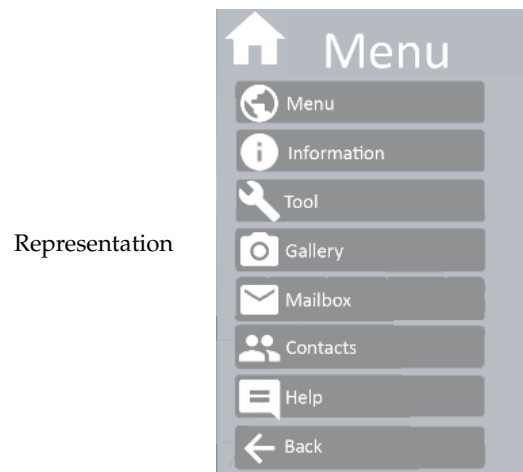 Menu
Menu
Information
Tool
Gallery
Representation
Mailbox
Contacts
Help
Back